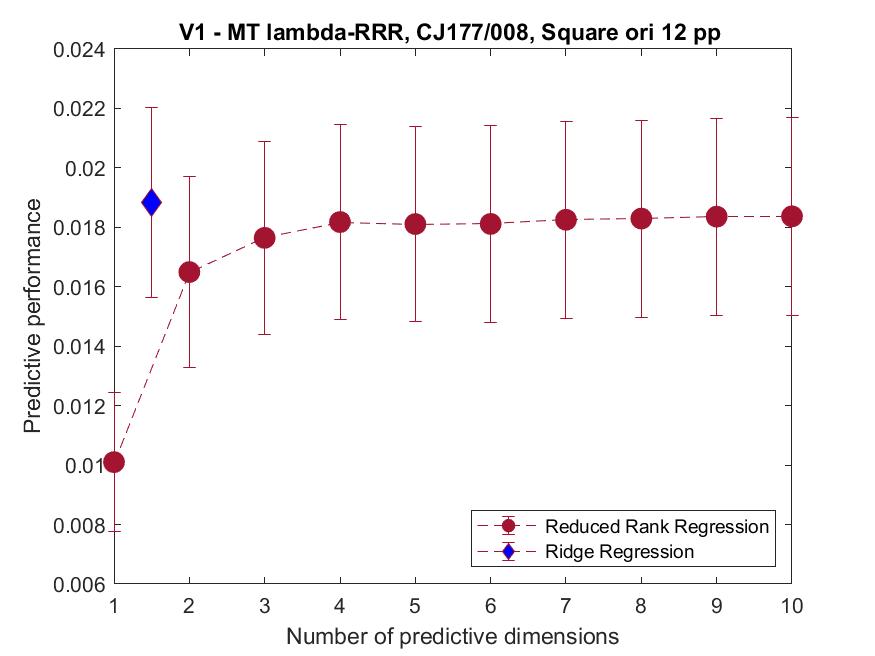 V1 - MT lambda-RRR, CJ177/008, Square ori 12 pp
Predictive performance
0.024
0.022
0.02
0.018
0.016
0.014
0.012
0.01
0.008
0.006
1 2 3 4 5 6 7 8 9 10
Number of predictive dimensions
Reduced Rank Regression
Ridge Regression